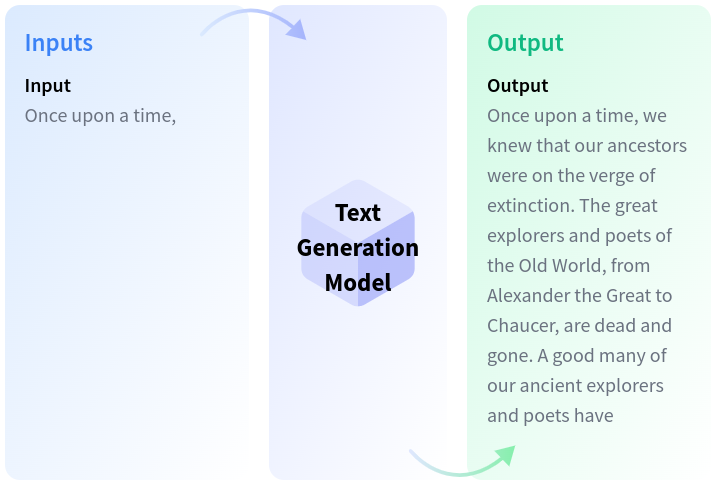 Inputs
Input
Once upon a time,
Text
Generation
Model
Output
Output
Once upon a time, we
knew that our ancestors
were on the verge of
extinction. The great
explorers and poets of
the Old World, from
Alexander the Great to
Chaucer, are dead and
gone. A good many of
our ancient explorers
and poets have